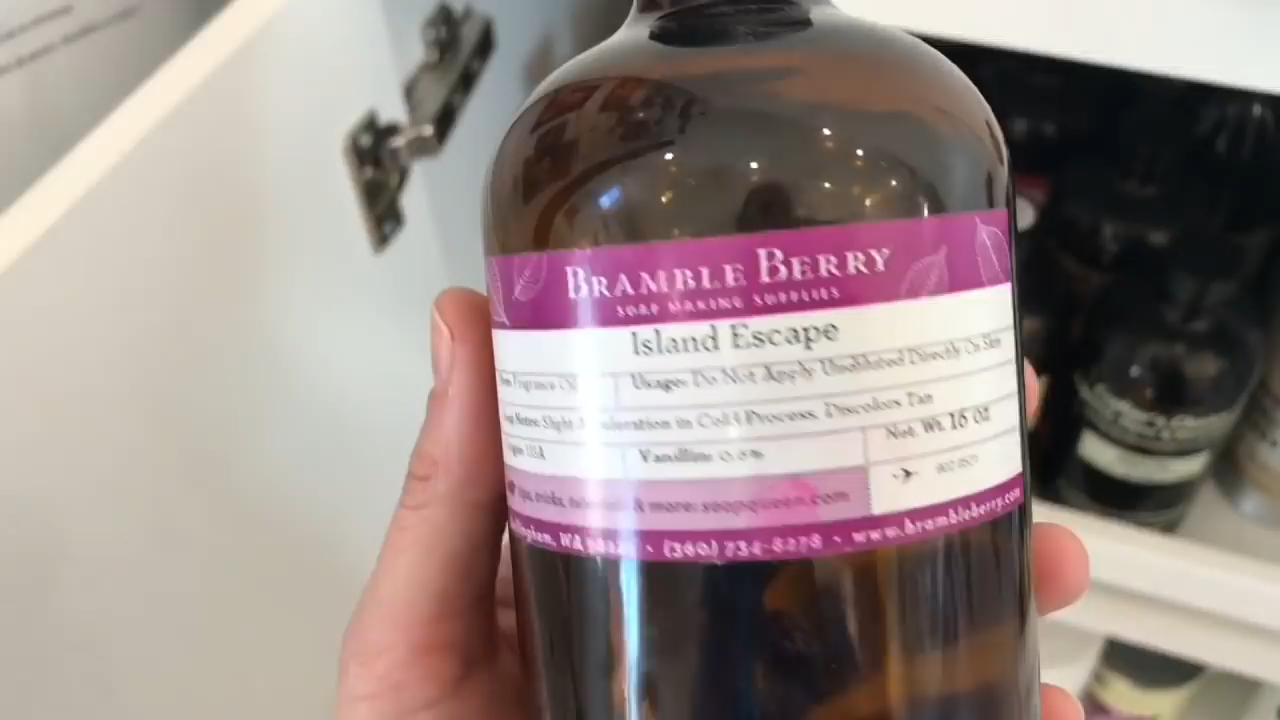 BRAMBLE BERRY
SOAP MAKING SUPPLIES
Island Escape
Fragrance Oil
Usage: Do Not Apply Undiluted Directly On Skin
Notes: Slight Acceleration in Cold Process, Discolors Tan
USA
Vanillin: 0.6%
Net. Wt. 16 oz
tips, tricks, & more: soapqueen.com
WA • (360) 734-8278 • www.brambleberry.com